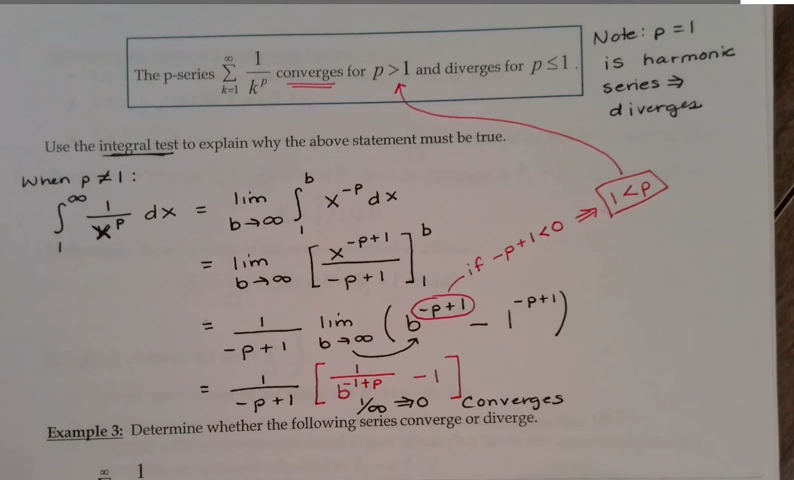 Note: p = 1
is harmonic
series ⇒
diverges
The p-series ∑_{k=1}^{∞} 1/k^p converges for p > 1 and diverges for p ≤ 1.
Use the integral test to explain why the above statement must be true.
When p ≠ 1:
∫_1^∞ 1/x^p dx = lim_{b→∞} ∫_1^b x^{-p} dx
1 < p
= lim_{b→∞} [x^{-p+1}/(-p+1)]_1^b
if -p+1 < 0 ⇒
= 1/(-p+1) lim_{b→∞} (b^{-p+1} - 1^{-p+1})
= 1/(-p+1) [1/b^{-1+p} - 1]
1/∞ ⇒ 0 Converges
Example 3: Determine whether the following series converge or diverge.
∞ 1